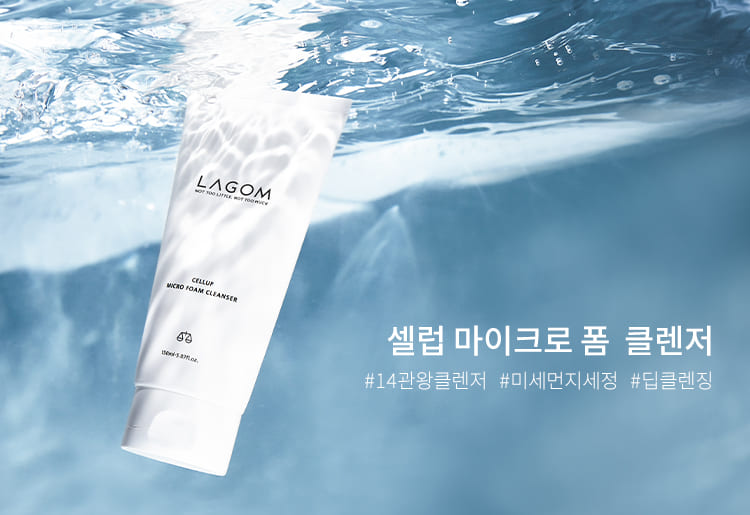 LAGOM
NOT TOO LITTLE, NOT TOO MUCH
CELLUP
MICRO FOAM CLEANSER
150ml·5.07fl.oz.
셀럽 마이크로 폼 클렌저
#14관왕클렌저 #미세먼지세정 #딥클렌징